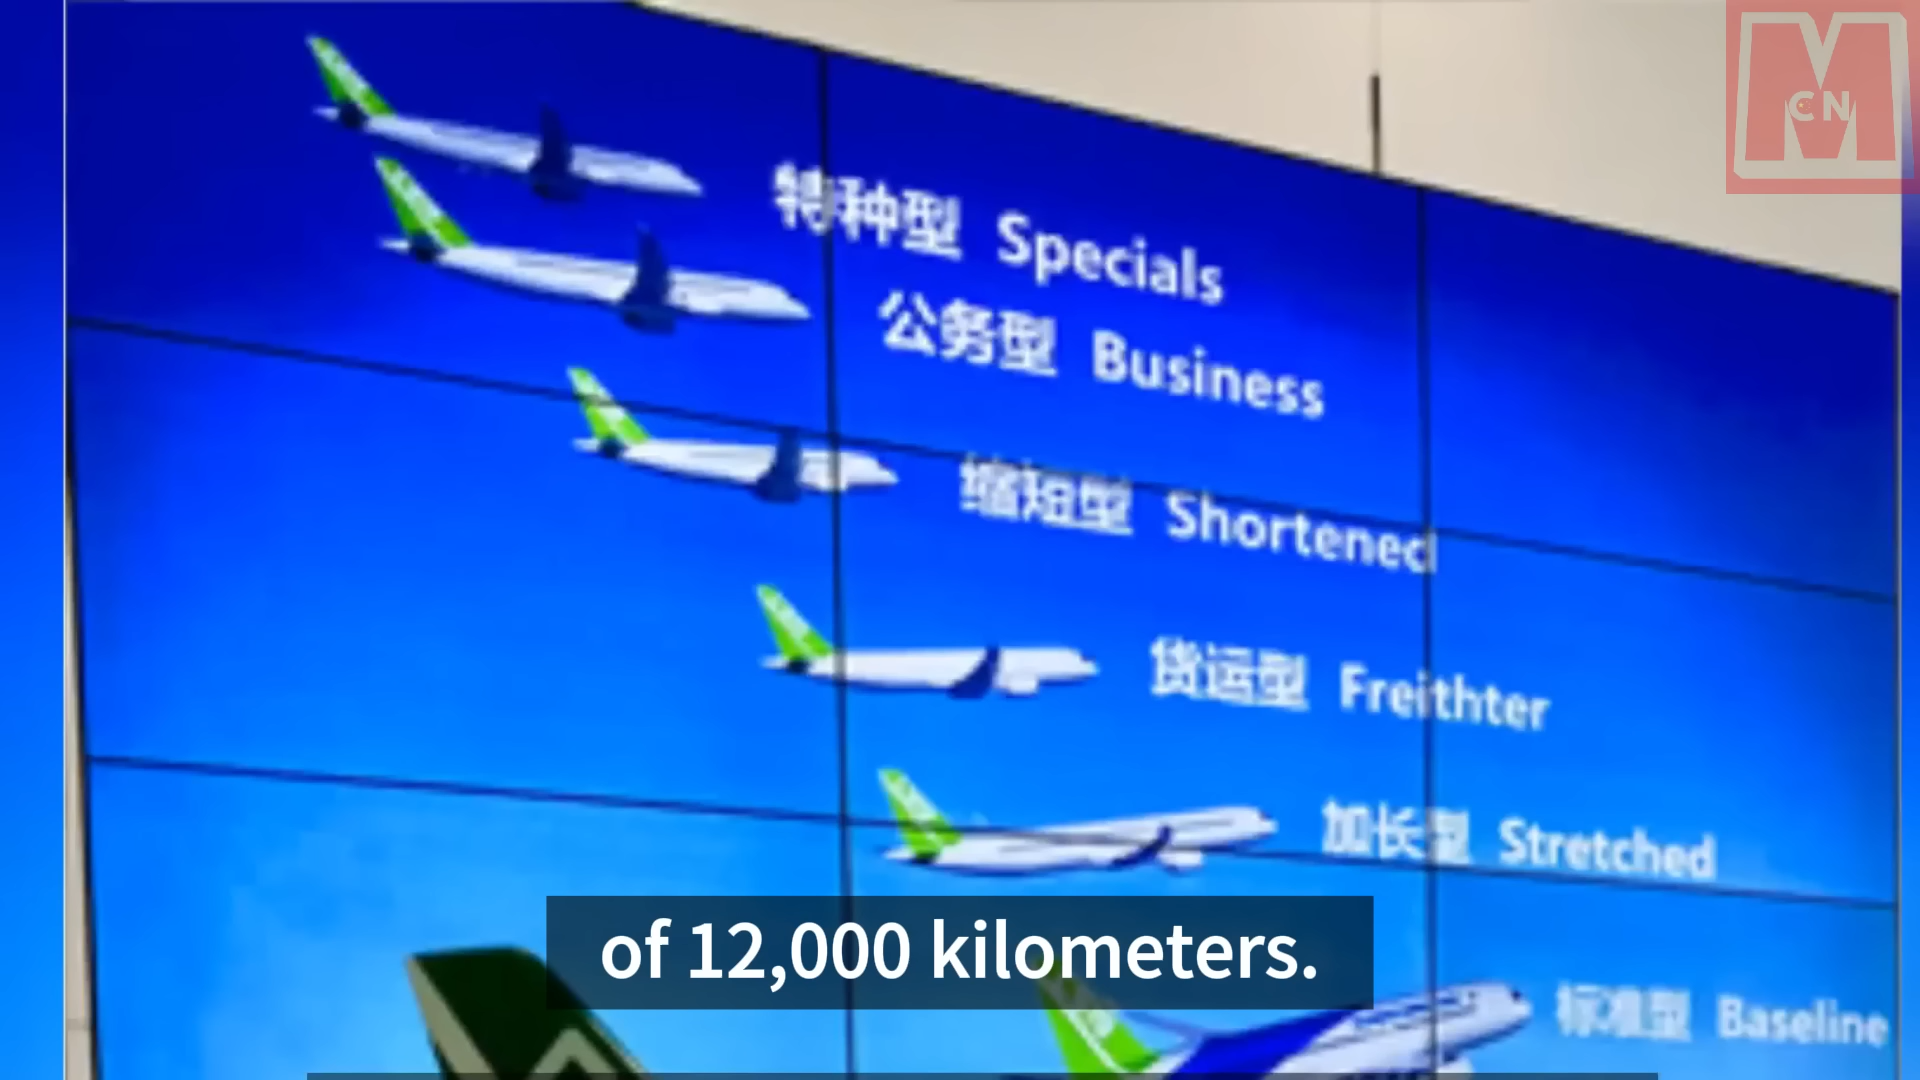 M
CN
特种型 Specials
公务型 Business
缩短型 Shortened
货运型 Freithter
加长型 Stretched
of 12,000 kilometers.
标准型 Baseline